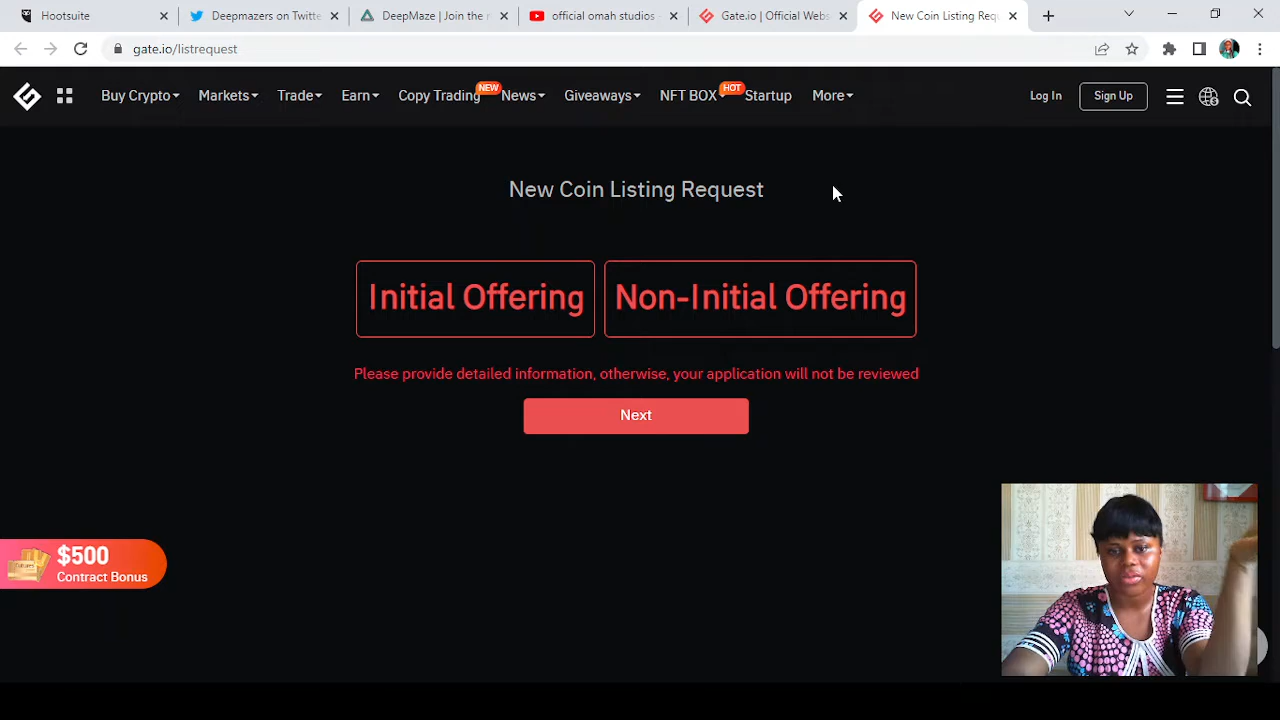 Hootsuite
Deepmazers on Twitte
DeepMaze | Join the n
official omah studios -
Gate.io | Official Webs
New Coin Listing Requ
gate.io/listrequest
Buy Crypto
Markets
Trade
Earn
Copy Trading
NEW
News
Giveaways
NFT BOX
HOT
Startup
More
Log In
Sign Up
New Coin Listing Request
Initial Offering
Non-Initial Offering
Please provide detailed information, otherwise, your application will not be reviewed
Next
$500
Contract Bonus